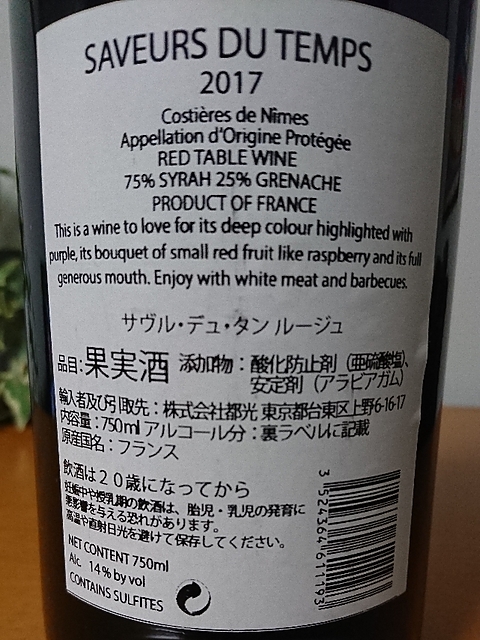 SAVEURS DU TEMPS
2017
Costières de Nîmes
Appellation d'Origine Protégée
RED TABLE WINE
75% SYRAH 25% GRENACHE
PRODUCT OF FRANCE
This is a wine to love for its deep colour highlighted with
purple, its bouquet of small red fruit like raspberry and its full
generous mouth. Enjoy with white meat and barbecues.
サヴル・デュ・タン ルージュ
品目：果実酒 添加物：酸化防止剤（亜硫酸塩)、
安定剤（アラビアガム）
輸入者及び引取先：株式会社都光 東京都台東区上野6-16-17
内容量：750ml アルコール分：裏ラベルに記載
原産国名：フランス
飲酒は２０歳になってから
妊娠中や授乳期の飲酒は、胎児・乳児の発育に
悪影響を与える恐れがあります。
高温や直射日光を避けて保存してください。
NET CONTENT 750ml
Alc. 14% by vol
CONTAINS SULFITES
3 524364 611193